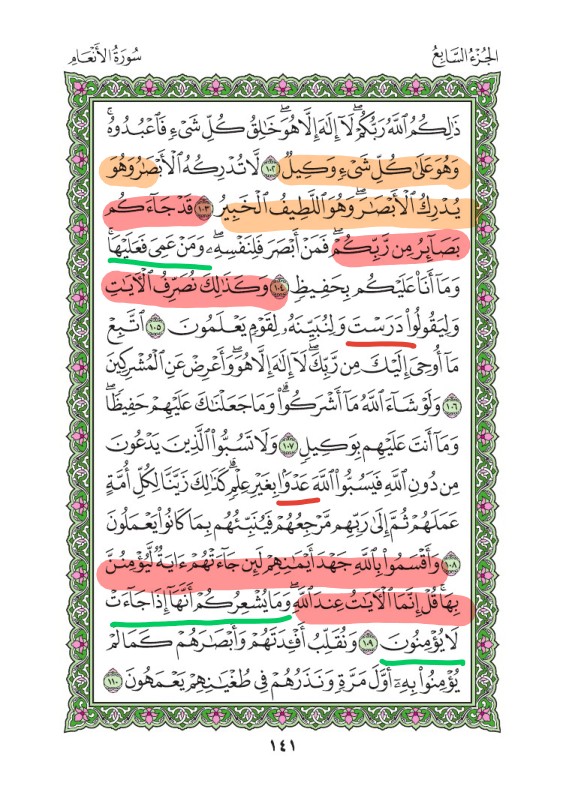 الجُزْءُ السَّابِعُ
سُورَةُ الأَنْعَامِ
ذَٰلِكُمُ ٱللَّهُ رَبُّكُمْ ۖ لَآ إِلَٰهَ إِلَّا هُوَ ۖ خَٰلِقُ كُلِّ شَىْءٍ فَٱعْبُدُوهُ ۚ
وَهُوَ عَلَىٰ كُلِّ شَىْءٍ وَكِيلٌ ١٠٢ لَّا تُدْرِكُهُ ٱلْأَبْصَٰرُ وَهُوَ
يُدْرِكُ ٱلْأَبْصَٰرَ ۖ وَهُوَ ٱللَّطِيفُ ٱلْخَبِيرُ ١٠٣ قَدْ جَآءَكُم
بَصَآئِرُ مِن رَّبِّكُمْ ۖ فَمَنْ أَبْصَرَ فَلِنَفْسِهِۦ ۖ وَمَنْ عَمِىَ فَعَلَيْهَا ۚ
وَمَآ أَنَا۠ عَلَيْكُم بِحَفِيظٍ ١٠٤ وَكَذَٰلِكَ نُصَرِّفُ ٱلْءَايَٰتِ
وَلِيَقُولُوا۟ دَرَسْتَ وَلِنُبَيِّنَهُۥ لِقَوْمٍ يَعْلَمُونَ ١٠٥ ٱتَّبِعْ
مَآ أُوحِىَ إِلَيْكَ مِن رَّبِّكَ ۖ لَآ إِلَٰهَ إِلَّا هُوَ ۖ وَأَعْرِضْ عَنِ ٱلْمُشْرِكِينَ
١٠٦ وَلَوْ شَآءَ ٱللَّهُ مَآ أَشْرَكُوا۟ ۗ وَمَا جَعَلْنَٰكَ عَلَيْهِمْ حَفِيظًا ۖ
وَمَآ أَنتَ عَلَيْهِم بِوَكِيلٍ ١٠٧ وَلَا تَسُبُّوا۟ ٱلَّذِينَ يَدْعُونَ
مِن دُونِ ٱللَّهِ فَيَسُبُّوا۟ ٱللَّهَ عَدْوًۢا بِغَيْرِ عِلْمٍ ۗ كَذَٰلِكَ زَيَّنَّا لِكُلِّ أُمَّةٍ
عَمَلَهُمْ ثُمَّ إِلَىٰ رَبِّهِم مَّرْجِعُهُمْ فَيُنَبِّئُهُم بِمَا كَانُوا۟ يَعْمَلُونَ
١٠٨ وَأَقْسَمُوا۟ بِٱللَّهِ جَهْدَ أَيْمَٰنِهِمْ لَئِن جَآءَتْهُمْ ءَايَةٌ لَّيُؤْمِنُنَّ
بِهَا ۚ قُلْ إِنَّمَا ٱلْءَايَٰتُ عِندَ ٱللَّهِ ۖ وَمَا يُشْعِرُكُمْ أَنَّهَآ إِذَا جَآءَتْ
لَا يُؤْمِنُونَ ١٠٩ وَنُقَلِّبُ أَفْـِٔدَتَهُمْ وَأَبْصَٰرَهُمْ كَمَا لَمْ
يُؤْمِنُوا۟ بِهِۦٓ أَوَّلَ مَرَّةٍ وَنَذَرُهُمْ فِى طُغْيَٰنِهِمْ يَعْمَهُونَ ١١٠
١٤١